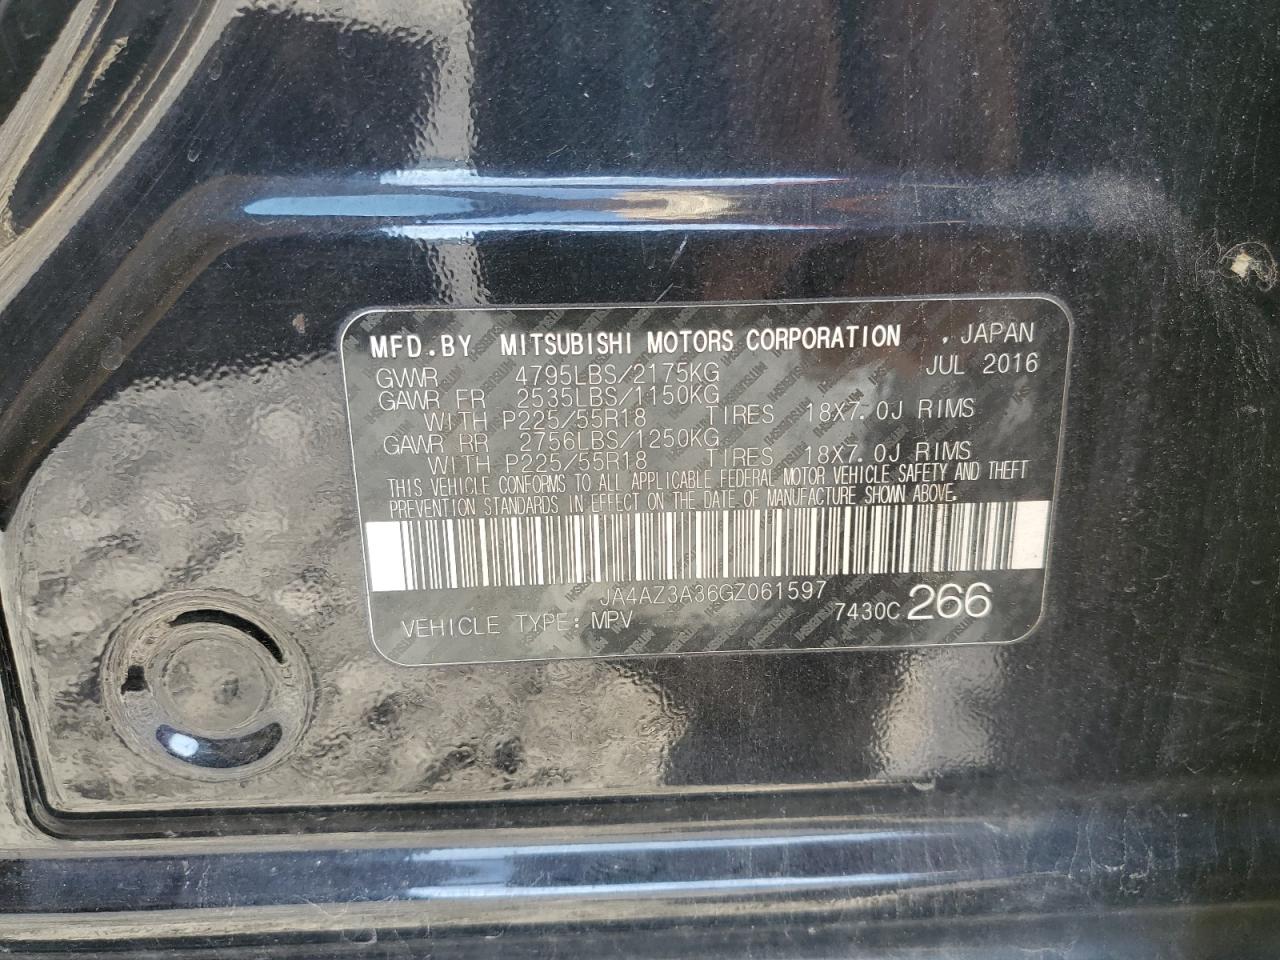 MFD.BY MITSUBISHI MOTORS CORPORATION , JAPAN
GVWR 4795LBS/2175KG JUL 2016
GAWR FR 2535LBS/1150KG
WITH P225/55R18 TIRES 18X7.0J RIMS
GAWR RR 2756LBS/1250KG
WITH P225/55R18 TIRES 18X7.0J RIMS
THIS VEHICLE CONFORMS TO ALL APPLICABLE FEDERAL MOTOR VEHICLE SAFETY AND THEFT
PREVENTION STANDARDS IN EFFECT ON THE DATE OF MANUFACTURE SHOWN ABOVE.
JA4AZ3A36GZ061597
VEHICLE TYPE: MPV 7430C 266